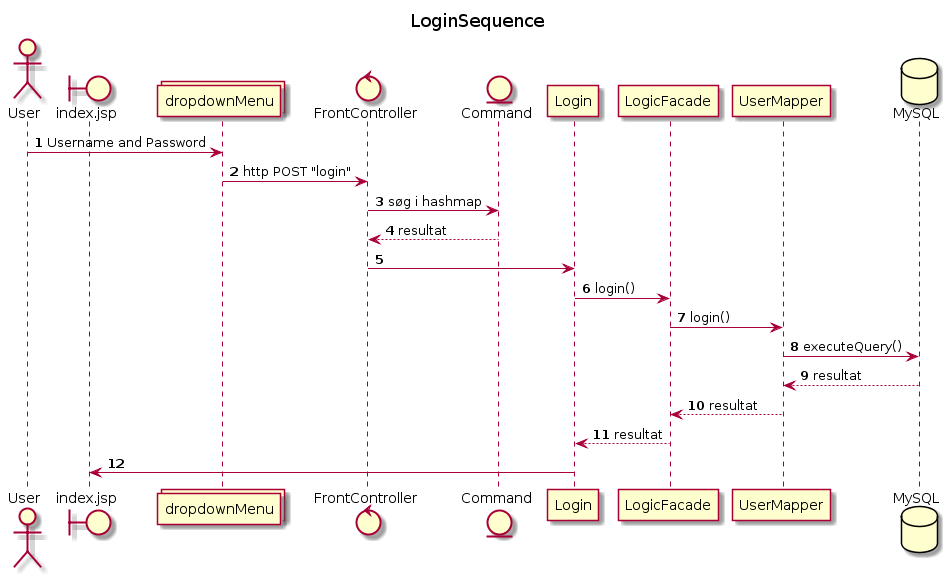 LoginSequence
User index.jsp dropdownMenu FrontController Command Login LogicFacade UserMapper MySQL
1 Username and Password
2 http POST "login"
3 søg i hashmap
4 resultat
5
6 login()
7 login()
8 executeQuery()
9 resultat
10 resultat
11 resultat
12
User index.jsp dropdownMenu FrontController Command Login LogicFacade UserMapper MySQL